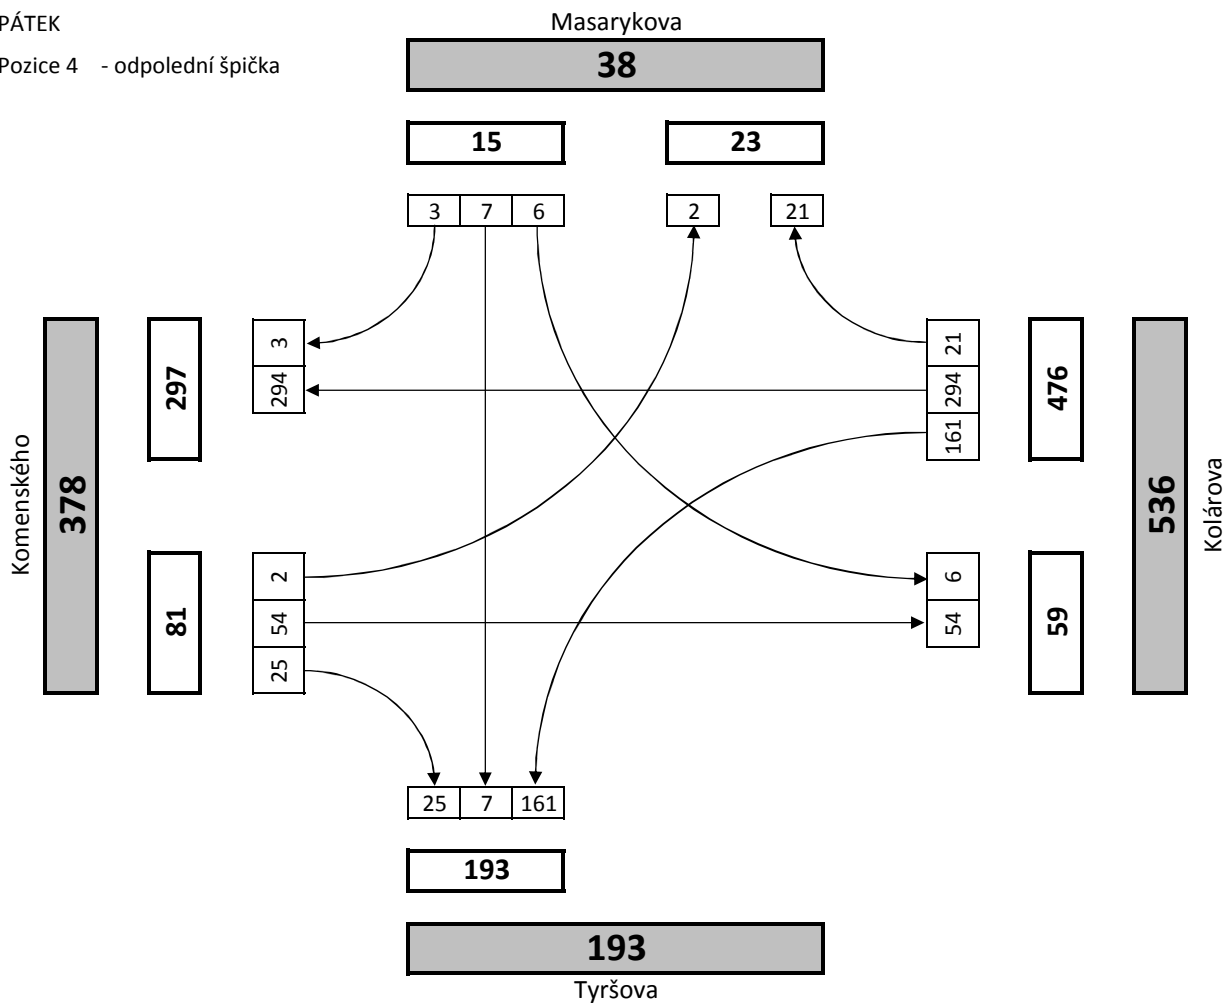 PÁTEK
Masarykova
Pozice 4 - odpolední špička
38
15 23
3 7 6 2 21
3
294
297
378
Komenského
2
54
25
81
21
294
161
476
536
Kolárova
6
54
59
25 7 161
193
193
Tyršova